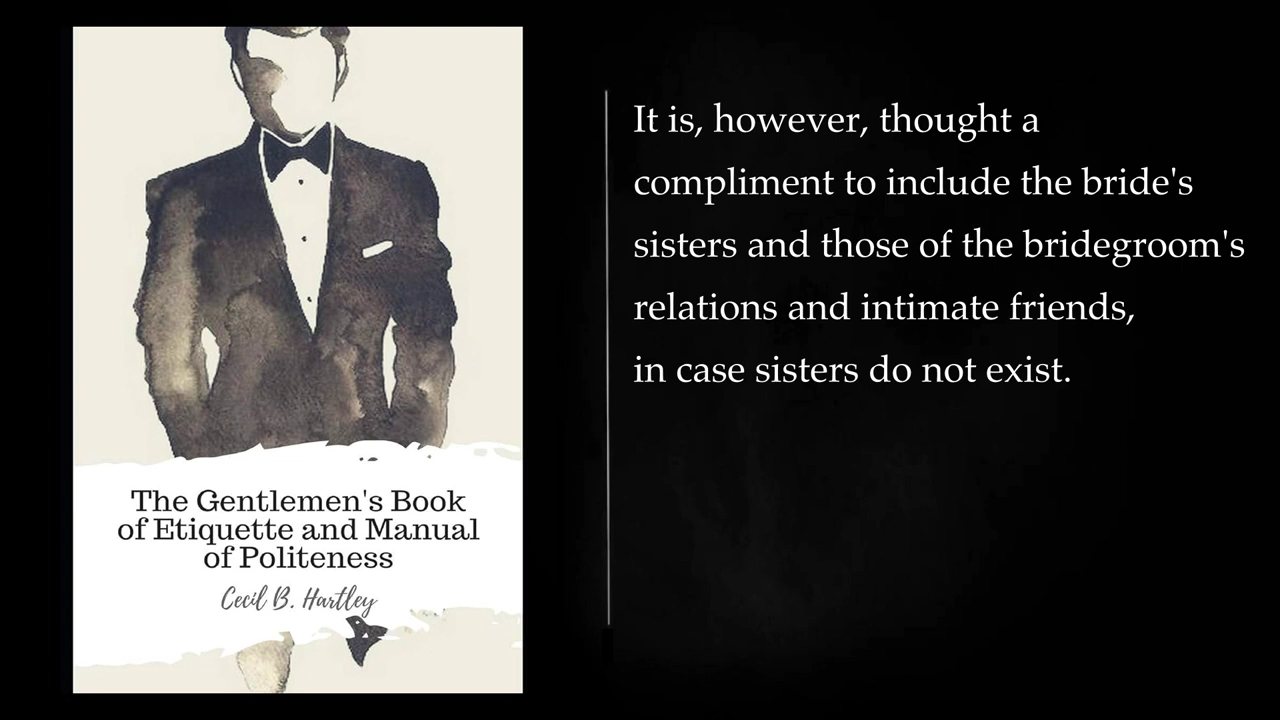 The Gentlemen's Book
of Etiquette and Manual
of Politeness
Cecil B. Hartley
It is, however, thought a
compliment to include the bride's
sisters and those of the bridegroom's
relations and intimate friends,
in case sisters do not exist.